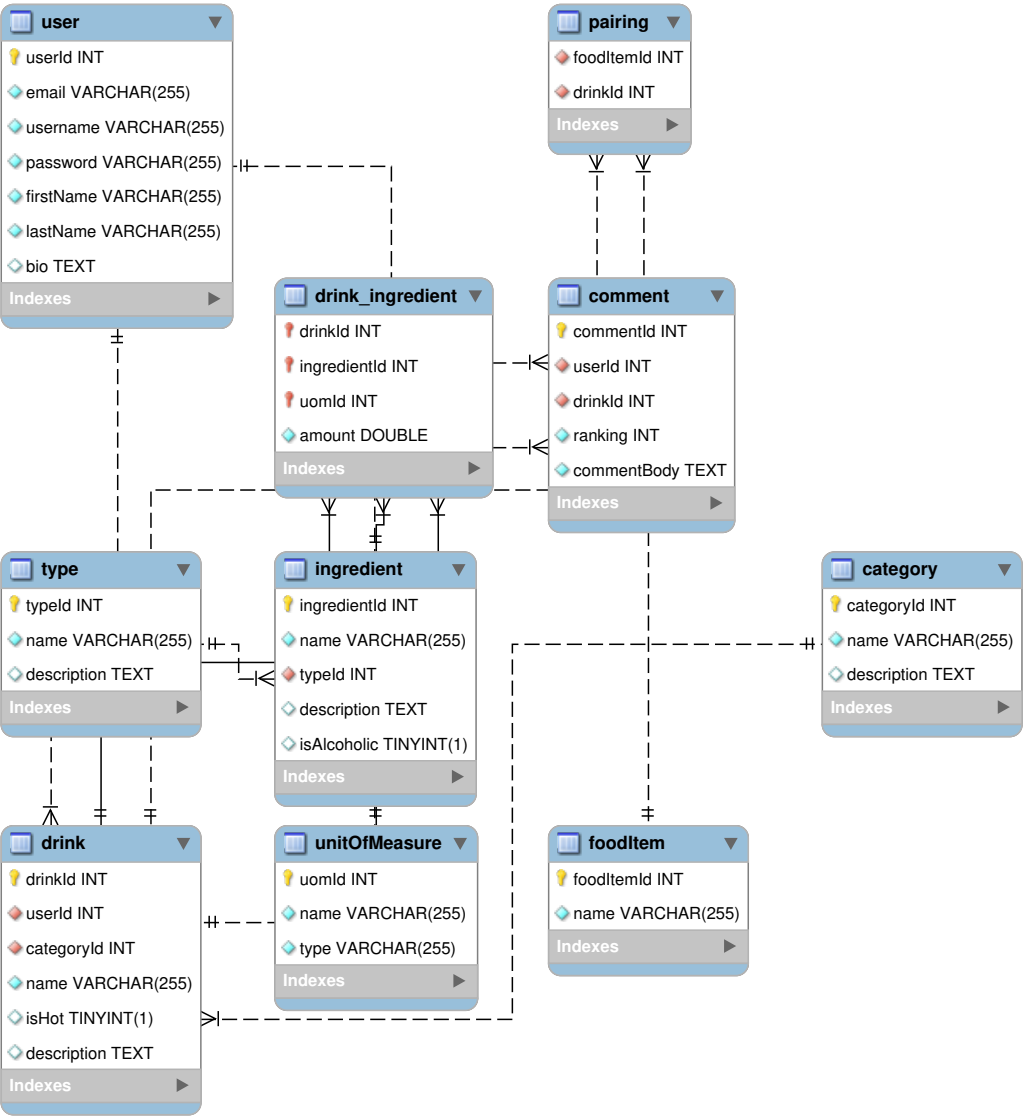 user
userId INT
email VARCHAR(255)
username VARCHAR(255)
password VARCHAR(255)
firstName VARCHAR(255)
lastName VARCHAR(255)
bio TEXT
Indexes
pairing
foodItemId INT
drinkId INT
Indexes
drink_ingredient
drinkId INT
ingredientId INT
uomId INT
amount DOUBLE
Indexes
comment
commentId INT
userId INT
drinkId INT
ranking INT
commentBody TEXT
Indexes
type
typeId INT
name VARCHAR(255)
description TEXT
Indexes
ingredient
ingredientId INT
name VARCHAR(255)
typeId INT
description TEXT
isAlcoholic TINYINT(1)
Indexes
category
categoryId INT
name VARCHAR(255)
description TEXT
Indexes
drink
drinkId INT
userId INT
categoryId INT
name VARCHAR(255)
isHot TINYINT(1)
description TEXT
Indexes
unitOfMeasure
uomId INT
name VARCHAR(255)
type VARCHAR(255)
Indexes
foodItem
foodItemId INT
name VARCHAR(255)
Indexes